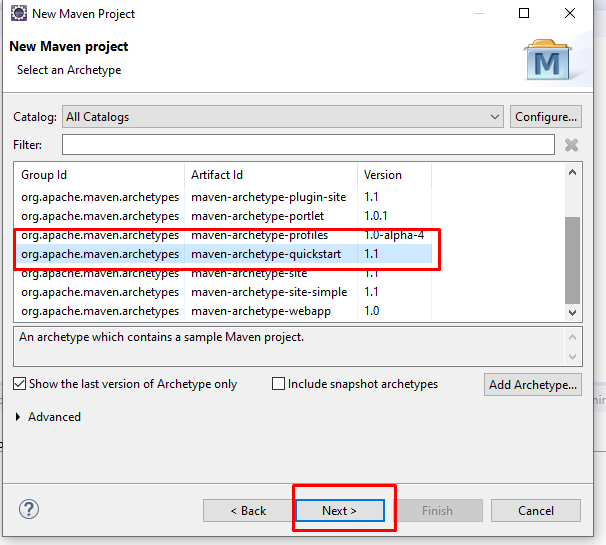 New Maven Project
New Maven project
Select an Archetype
M
Catalog: All Catalogs Configure...
Filter:
Group Id Artifact Id Version
org.apache.maven.archetypes maven-archetype-plugin-site 1.1
org.apache.maven.archetypes maven-archetype-portlet 1.0.1
org.apache.maven.archetypes maven-archetype-profiles 1.0-alpha-4
org.apache.maven.archetypes maven-archetype-quickstart 1.1
org.apache.maven.archetypes maven-archetype-site 1.1
org.apache.maven.archetypes maven-archetype-site-simple 1.1
org.apache.maven.archetypes maven-archetype-webapp 1.0
An archetype which contains a sample Maven project.
Show the last version of Archetype only Include snapshot archetypes Add Archetype...
Advanced
? < Back Next > Finish Cancel